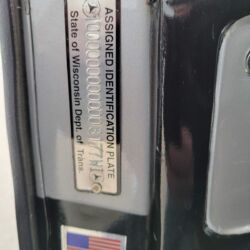 ASSIGNED IDENTIFICATION PLATE
State of Wisconsin Dept. of Trans.